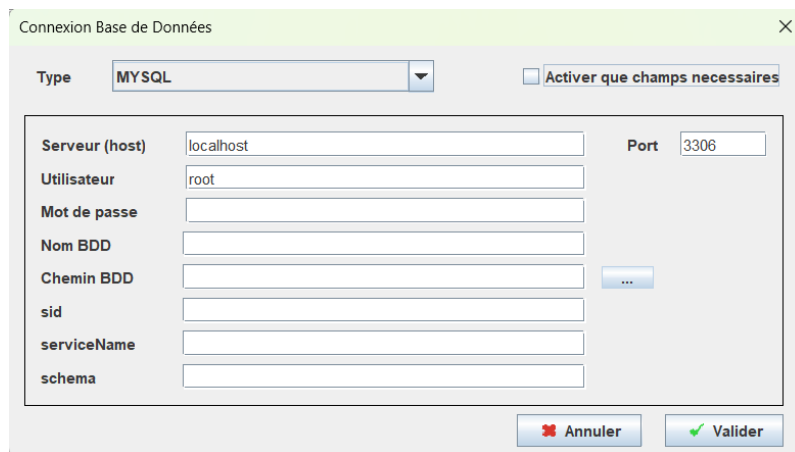 Connexion Base de Données
Type MYSQL Activer que champs necessaires
Serveur (host) localhost Port 3306
Utilisateur root
Mot de passe
Nom BDD
Chemin BDD ...
sid
serviceName
schema
Annuler Valider